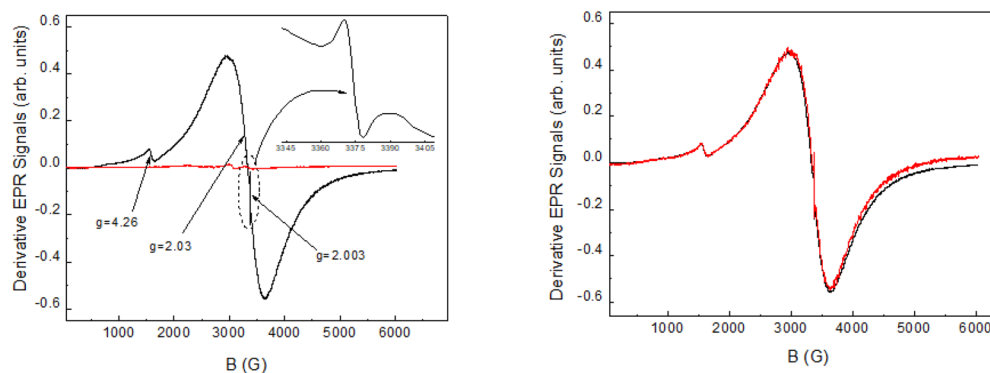 Derivative EPR Signals (arb. units)
0.6
0.4
0.2
0.0
-0.2
-0.4
-0.6
3345 3360 3375 3390 3405
g=4.26
g=2.03
g=2.003
1000 2000 3000 4000 5000 6000
B (G)
Derivative EPR Signals (arb. units)
0.6
0.4
0.2
0.0
-0.2
-0.4
-0.6
1000 2000 3000 4000 5000 6000
B (G)